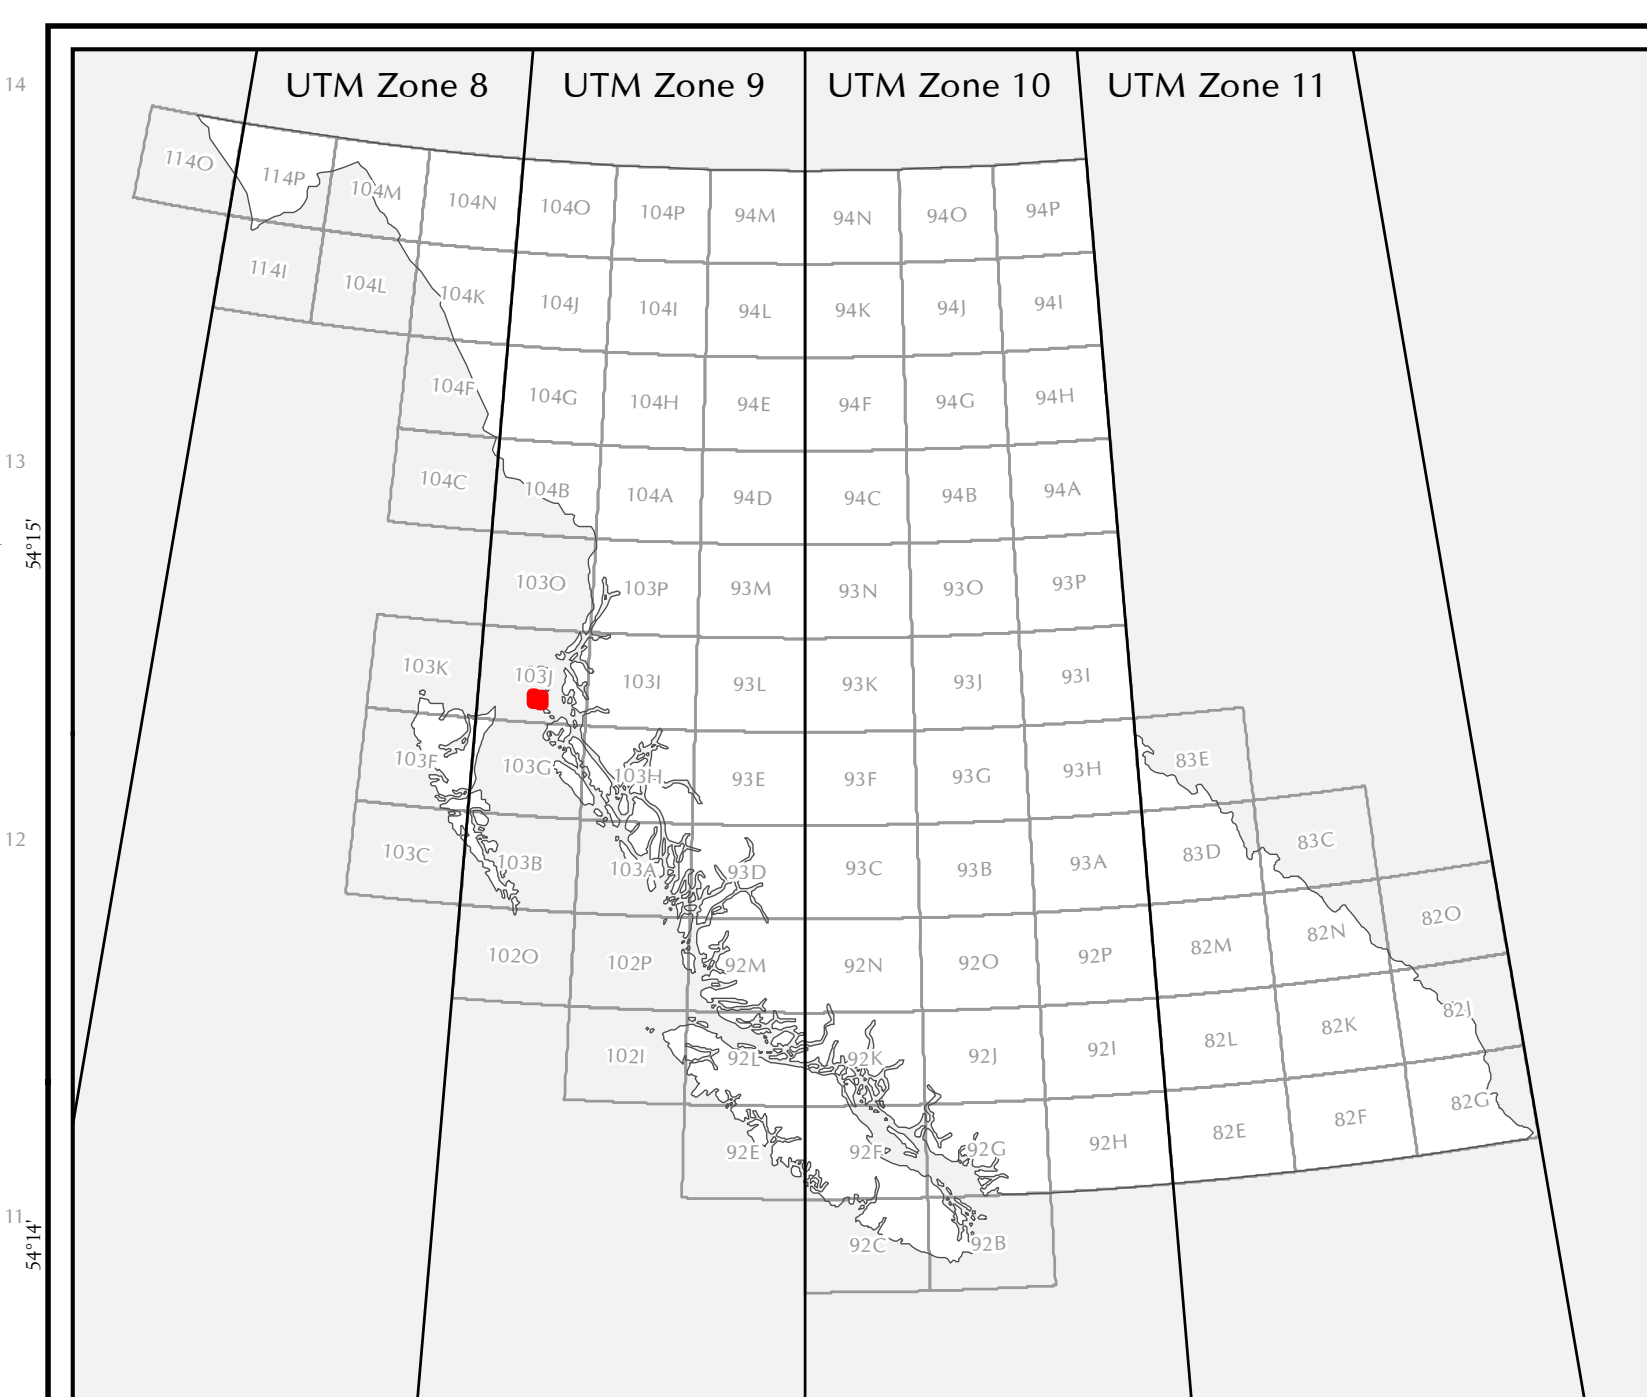 UTM Zone 8 UTM Zone 9 UTM Zone 10 UTM Zone 11
14
114O 114P 104M 104N 104O 104P 94M 94N 94O 94P
114I 104L 104K 104J 104I 94L 94K 94J 94I
104F 104G 104H 94E 94F 94G 94H
13
104C 104B 104A 94D 94C 94B 94A
54°15'
103O 103P 93M 93N 93O 93P
103K 103J 103I 93L 93K 93J 93I
103F 103G 103H 93E 93F 93G 93H 83E
12
103C 103B 103A 93D 93C 93B 93A 83D 83C
102O 102P 92M 92N 92O 92P 82M 82N 82O
102I 92L 92K 92J 92I 82L 82K 82J
92E 92F 92G 92H 82E 82F 82G
11
54°14'
92C 92B